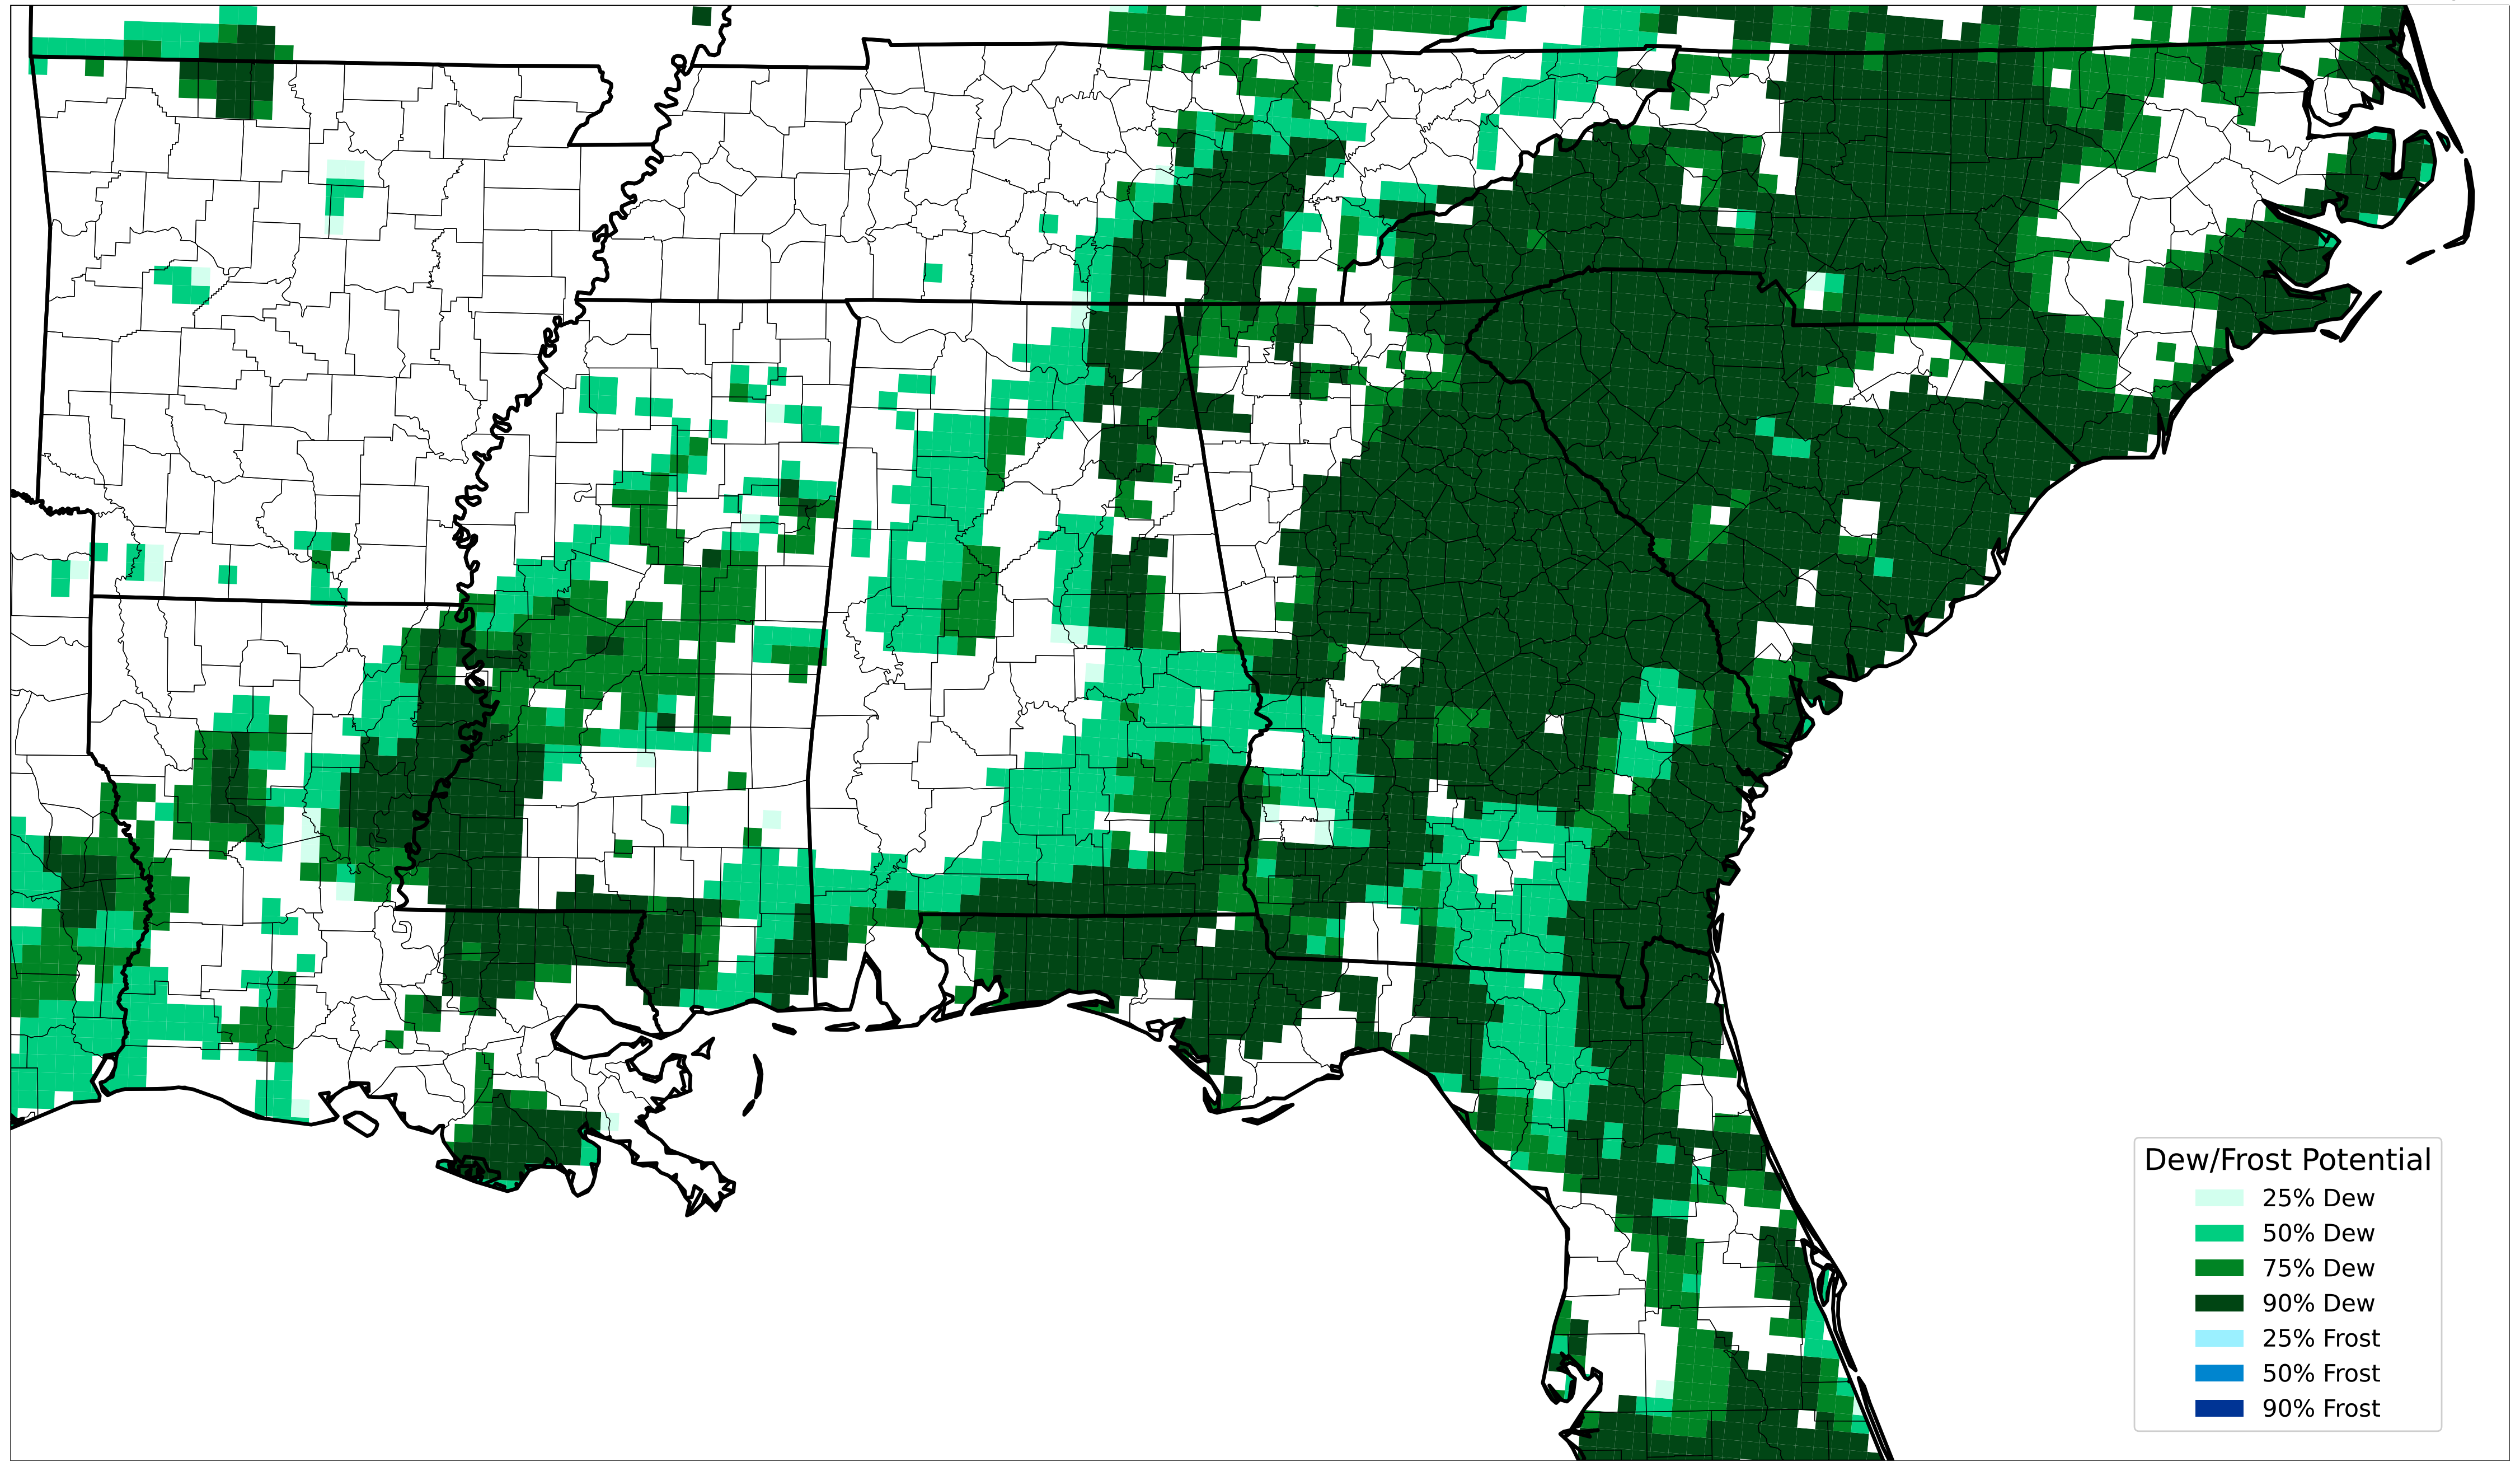 Dew/Frost Potential
25% Dew
50% Dew
75% Dew
90% Dew
25% Frost
50% Frost
90% Frost